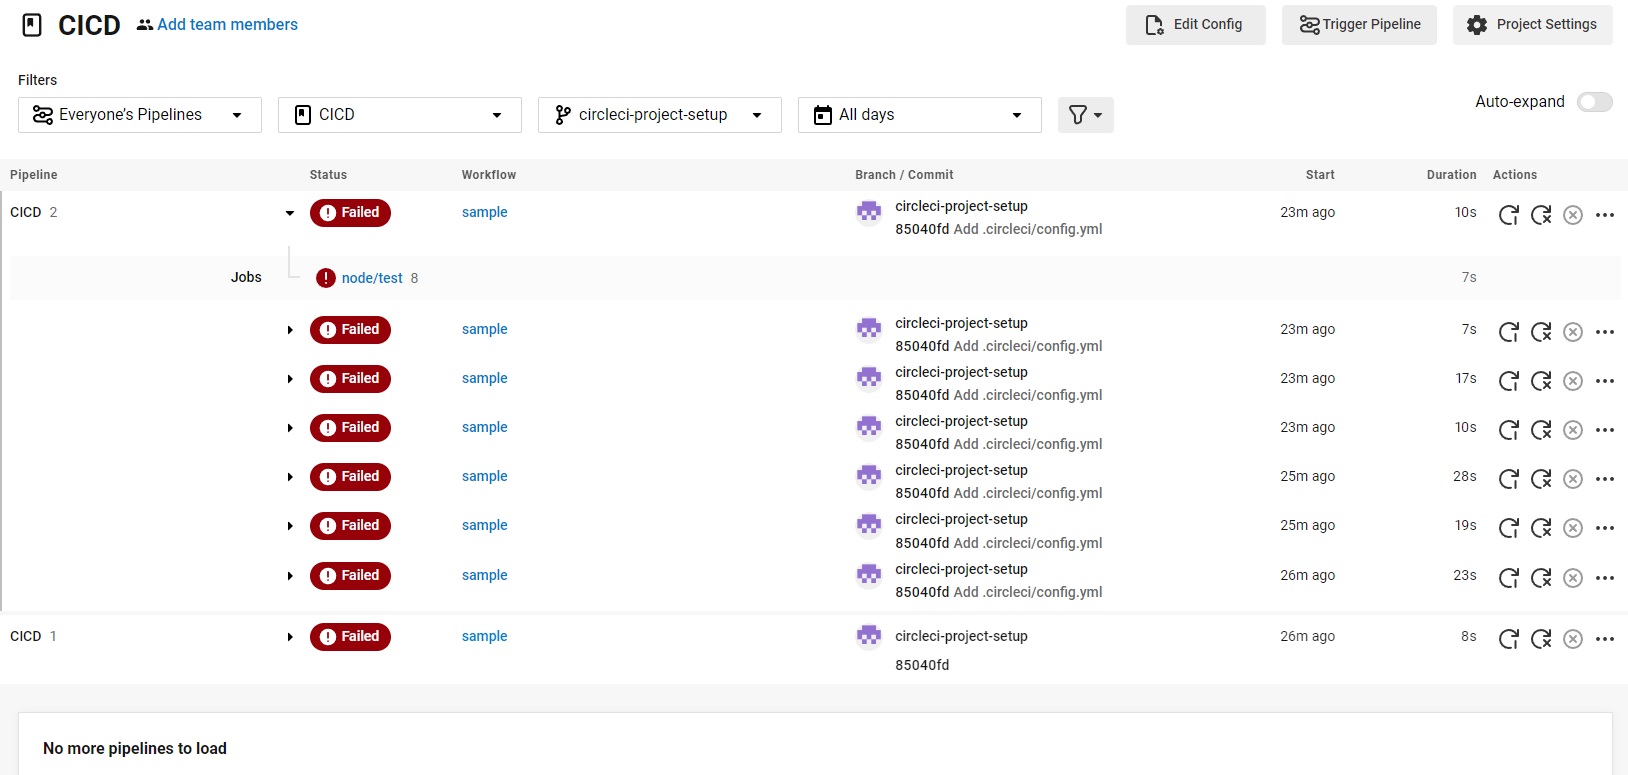 CICD Add team members Edit Config Trigger Pipeline Project Settings
Filters
Everyone's Pipelines CICD circleci-project-setup All days Auto-expand
Pipeline Status Workflow Branch / Commit Start Duration Actions
CICD 2 Failed sample circleci-project-setup 23m ago 10s
85040fd Add .circleci/config.yml
Jobs node/test 8 7s
Failed sample circleci-project-setup 23m ago 7s
85040fd Add .circleci/config.yml
Failed sample circleci-project-setup 23m ago 17s
85040fd Add .circleci/config.yml
Failed sample circleci-project-setup 23m ago 10s
85040fd Add .circleci/config.yml
Failed sample circleci-project-setup 25m ago 28s
85040fd Add .circleci/config.yml
Failed sample circleci-project-setup 25m ago 19s
85040fd Add .circleci/config.yml
Failed sample circleci-project-setup 26m ago 23s
85040fd Add .circleci/config.yml
CICD 1 Failed sample circleci-project-setup 26m ago 8s
85040fd
No more pipelines to load